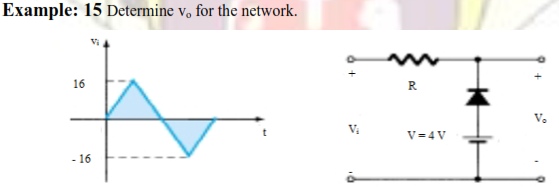 Example: 15 Determine vₒ for the network.
Vi
16
t
- 16
+
R
+
Vi
V = 4 V
Vₒ
-
-